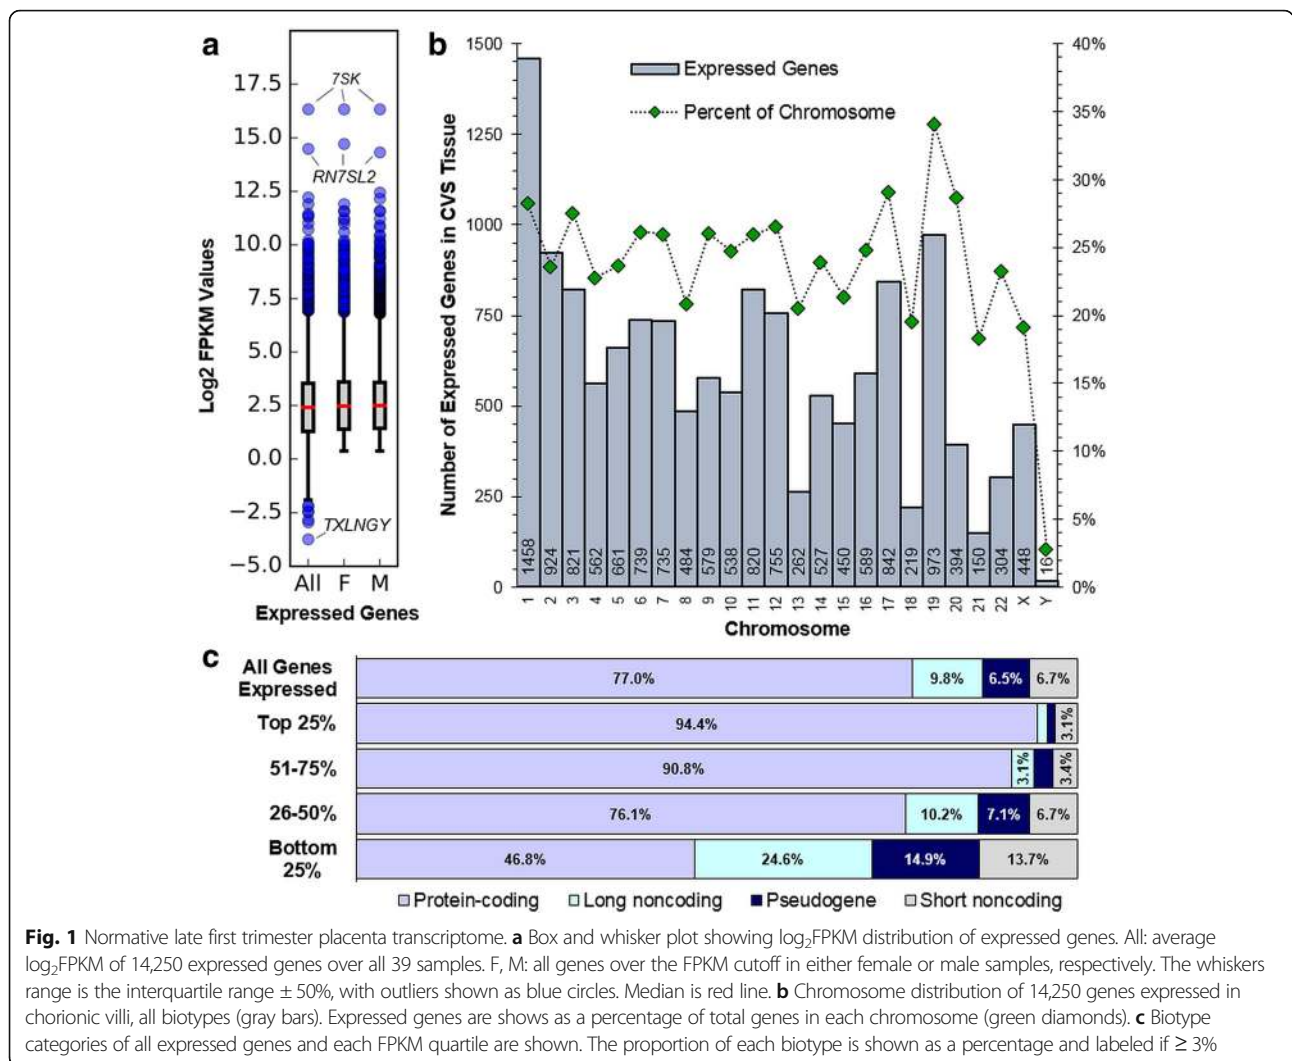 a
7SK
RN7SL2
TXLNGY
17.5
15.0
12.5
10.0
7.5
5.0
2.5
0.0
−2.5
−5.0
Log2 FPKM Values
All F M
Expressed Genes
b
Expressed Genes
Percent of Chromosome
1500
1250
1000
750
500
250
0
Number of Expressed Genes in CVS Tissue
40%
35%
30%
25%
20%
15%
10%
5%
0%
1458 924 821 562 661 739 735 484 579 538 820 755 262 527 450 589 842 219 973 394 150 304 448 16
1 2 3 4 5 6 7 8 9 10 11 12 13 14 15 16 17 18 19 20 21 22 X Y
Chromosome
c
All Genes
Expressed
77.0% 9.8% 6.5% 6.7%
Top 25%
94.4% 3.1%
51-75%
90.8% 3.1% 3.4%
26-50%
76.1% 10.2% 7.1% 6.7%
Bottom
25%
46.8% 24.6% 14.9% 13.7%
Protein-coding Long noncoding Pseudogene Short noncoding
Fig. 1 Normative late first trimester placenta transcriptome. a Box and whisker plot showing log₂FPKM distribution of expressed genes. All: average
log₂FPKM of 14,250 expressed genes over all 39 samples. F, M: all genes over the FPKM cutoff in either female or male samples, respectively. The whiskers
range is the interquartile range ± 50%, with outliers shown as blue circles. Median is red line. b Chromosome distribution of 14,250 genes expressed in
chorionic villi, all biotypes (gray bars). Expressed genes are shows as a percentage of total genes in each chromosome (green diamonds). c Biotype
categories of all expressed genes and each FPKM quartile are shown. The proportion of each biotype is shown as a percentage and labeled if ≥ 3%